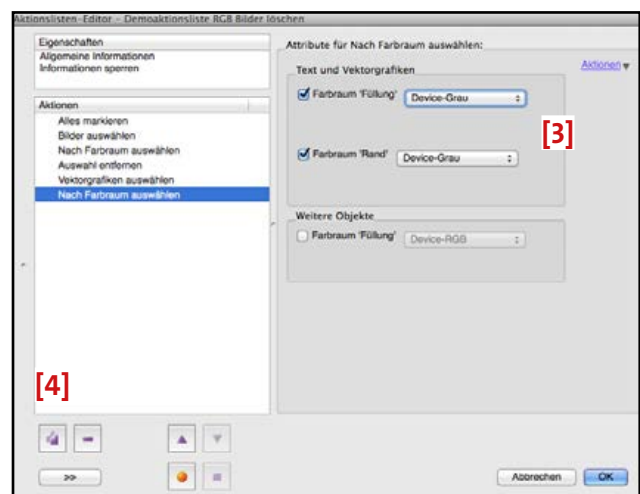 Aktionslisten-Editor - Demoaktionsliste RGB Bilder löschen
Eigenschaften
Allgemeine Informationen
Informationen sperren
Aktionen
Alles markieren
Bilder auswählen
Nach Farbraum auswählen
Auswahl entfernen
Vektorgrafiken auswählen
Nach Farbraum auswählen
[4]
>>
Attribute für Nach Farbraum auswählen:
Aktionen
Text und Vektorgrafiken
Farbraum 'Füllung' Device-Grau
[3]
Farbraum 'Rand' Device-Grau
Weitere Objekte
Farbraum 'Füllung' Device-RGB
Abbrechen OK